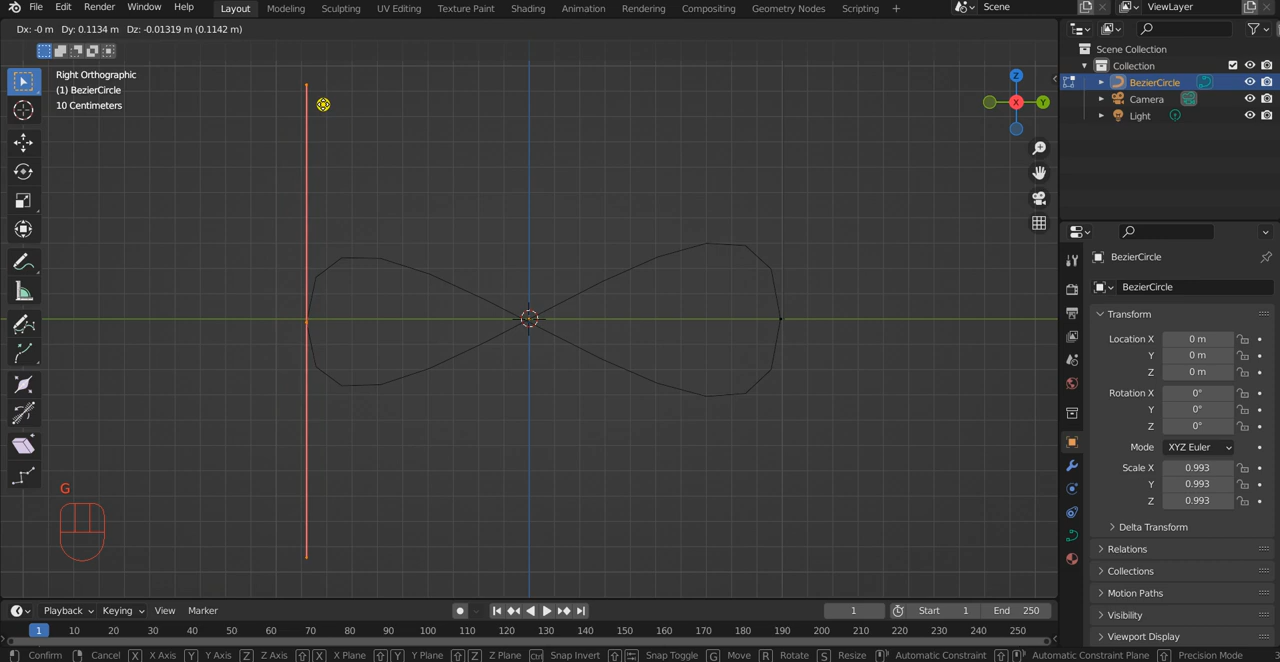 File Edit Render Window Help Layout Modeling Sculpting UV Editing Texture Paint Shading Animation Rendering Compositing Geometry Nodes Scripting + Scene ViewLayer
Dx: -0 m Dy: 0.1134 m Dz: -0.01319 m (0.1142 m)
Right Orthographic
(1) BezierCircle
10 Centimeters
Z
X
Y
G
Scene Collection
Collection
BezierCircle
Camera
Light
BezierCircle
BezierCircle
Transform
Location X 0 m
Y 0 m
Z 0 m
Rotation X 0°
Y 0°
Z 0°
Mode XYZ Euler
Scale X 0.993
Y 0.993
Z 0.993
Delta Transform
Relations
Collections
Motion Paths
Visibility
Viewport Display
Playback Keying View Marker 1 Start 1 End 250
1 10 20 30 40 50 60 70 80 90 100 110 120 130 140 150 160 170 180 190 200 210 220 230 240 250
Confirm Cancel X X Axis Y Y Axis Z Z Axis X X Plane Y Y Plane Z Z Plane Ctrl Snap Invert Snap Toggle G Move R Rotate S Resize Automatic Constraint Automatic Constraint Plane Precision Mode